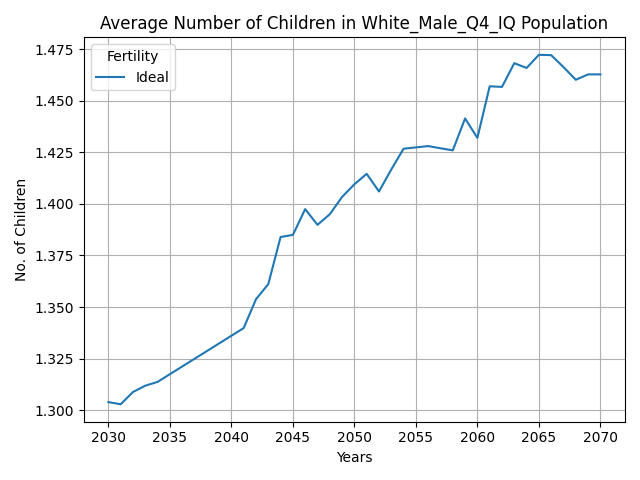 Average Number of Children in White_Male_Q4_IQ Population
Fertility
Ideal
No. of Children
1.475
1.450
1.425
1.400
1.375
1.350
1.325
1.300
2030 2035 2040 2045 2050 2055 2060 2065 2070
Years